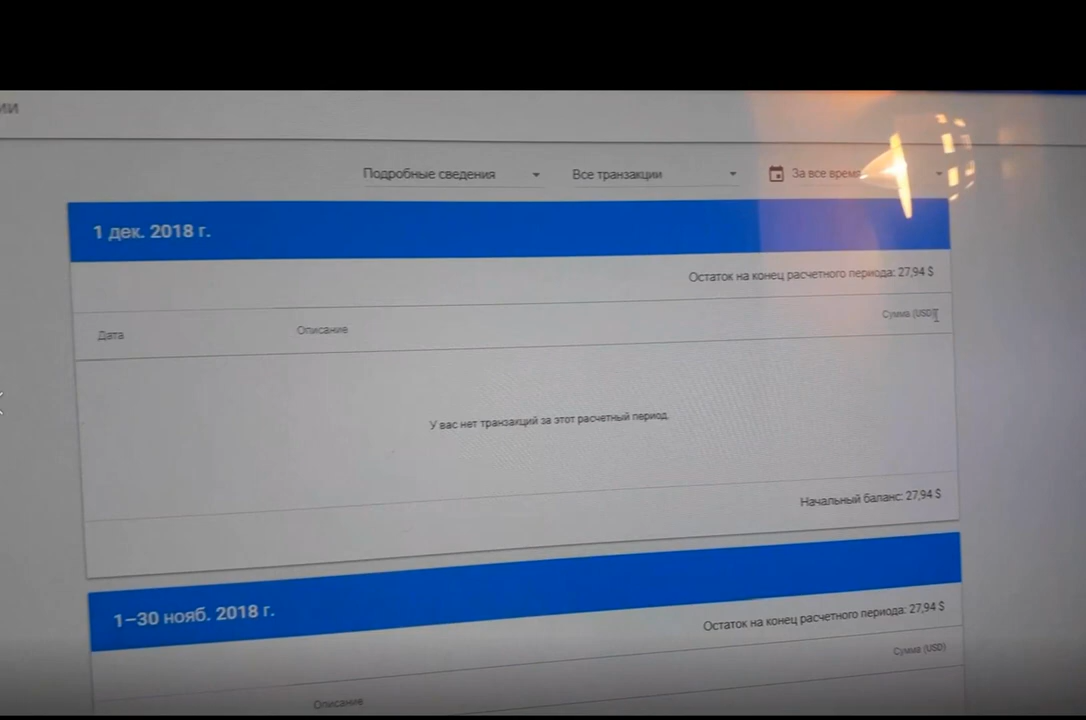 ии
Подробные сведения Все транзакции За все время
1 дек. 2018 г.
Остаток на конец расчетного периода: 27,94 $
Дата Описание Сумма (USD)
У вас нет транзакций за этот расчетный период.
Начальный баланс: 27,94 $
1–30 нояб. 2018 г.
Остаток на конец расчетного периода: 27,94 $
Сумма (USD)
Описание